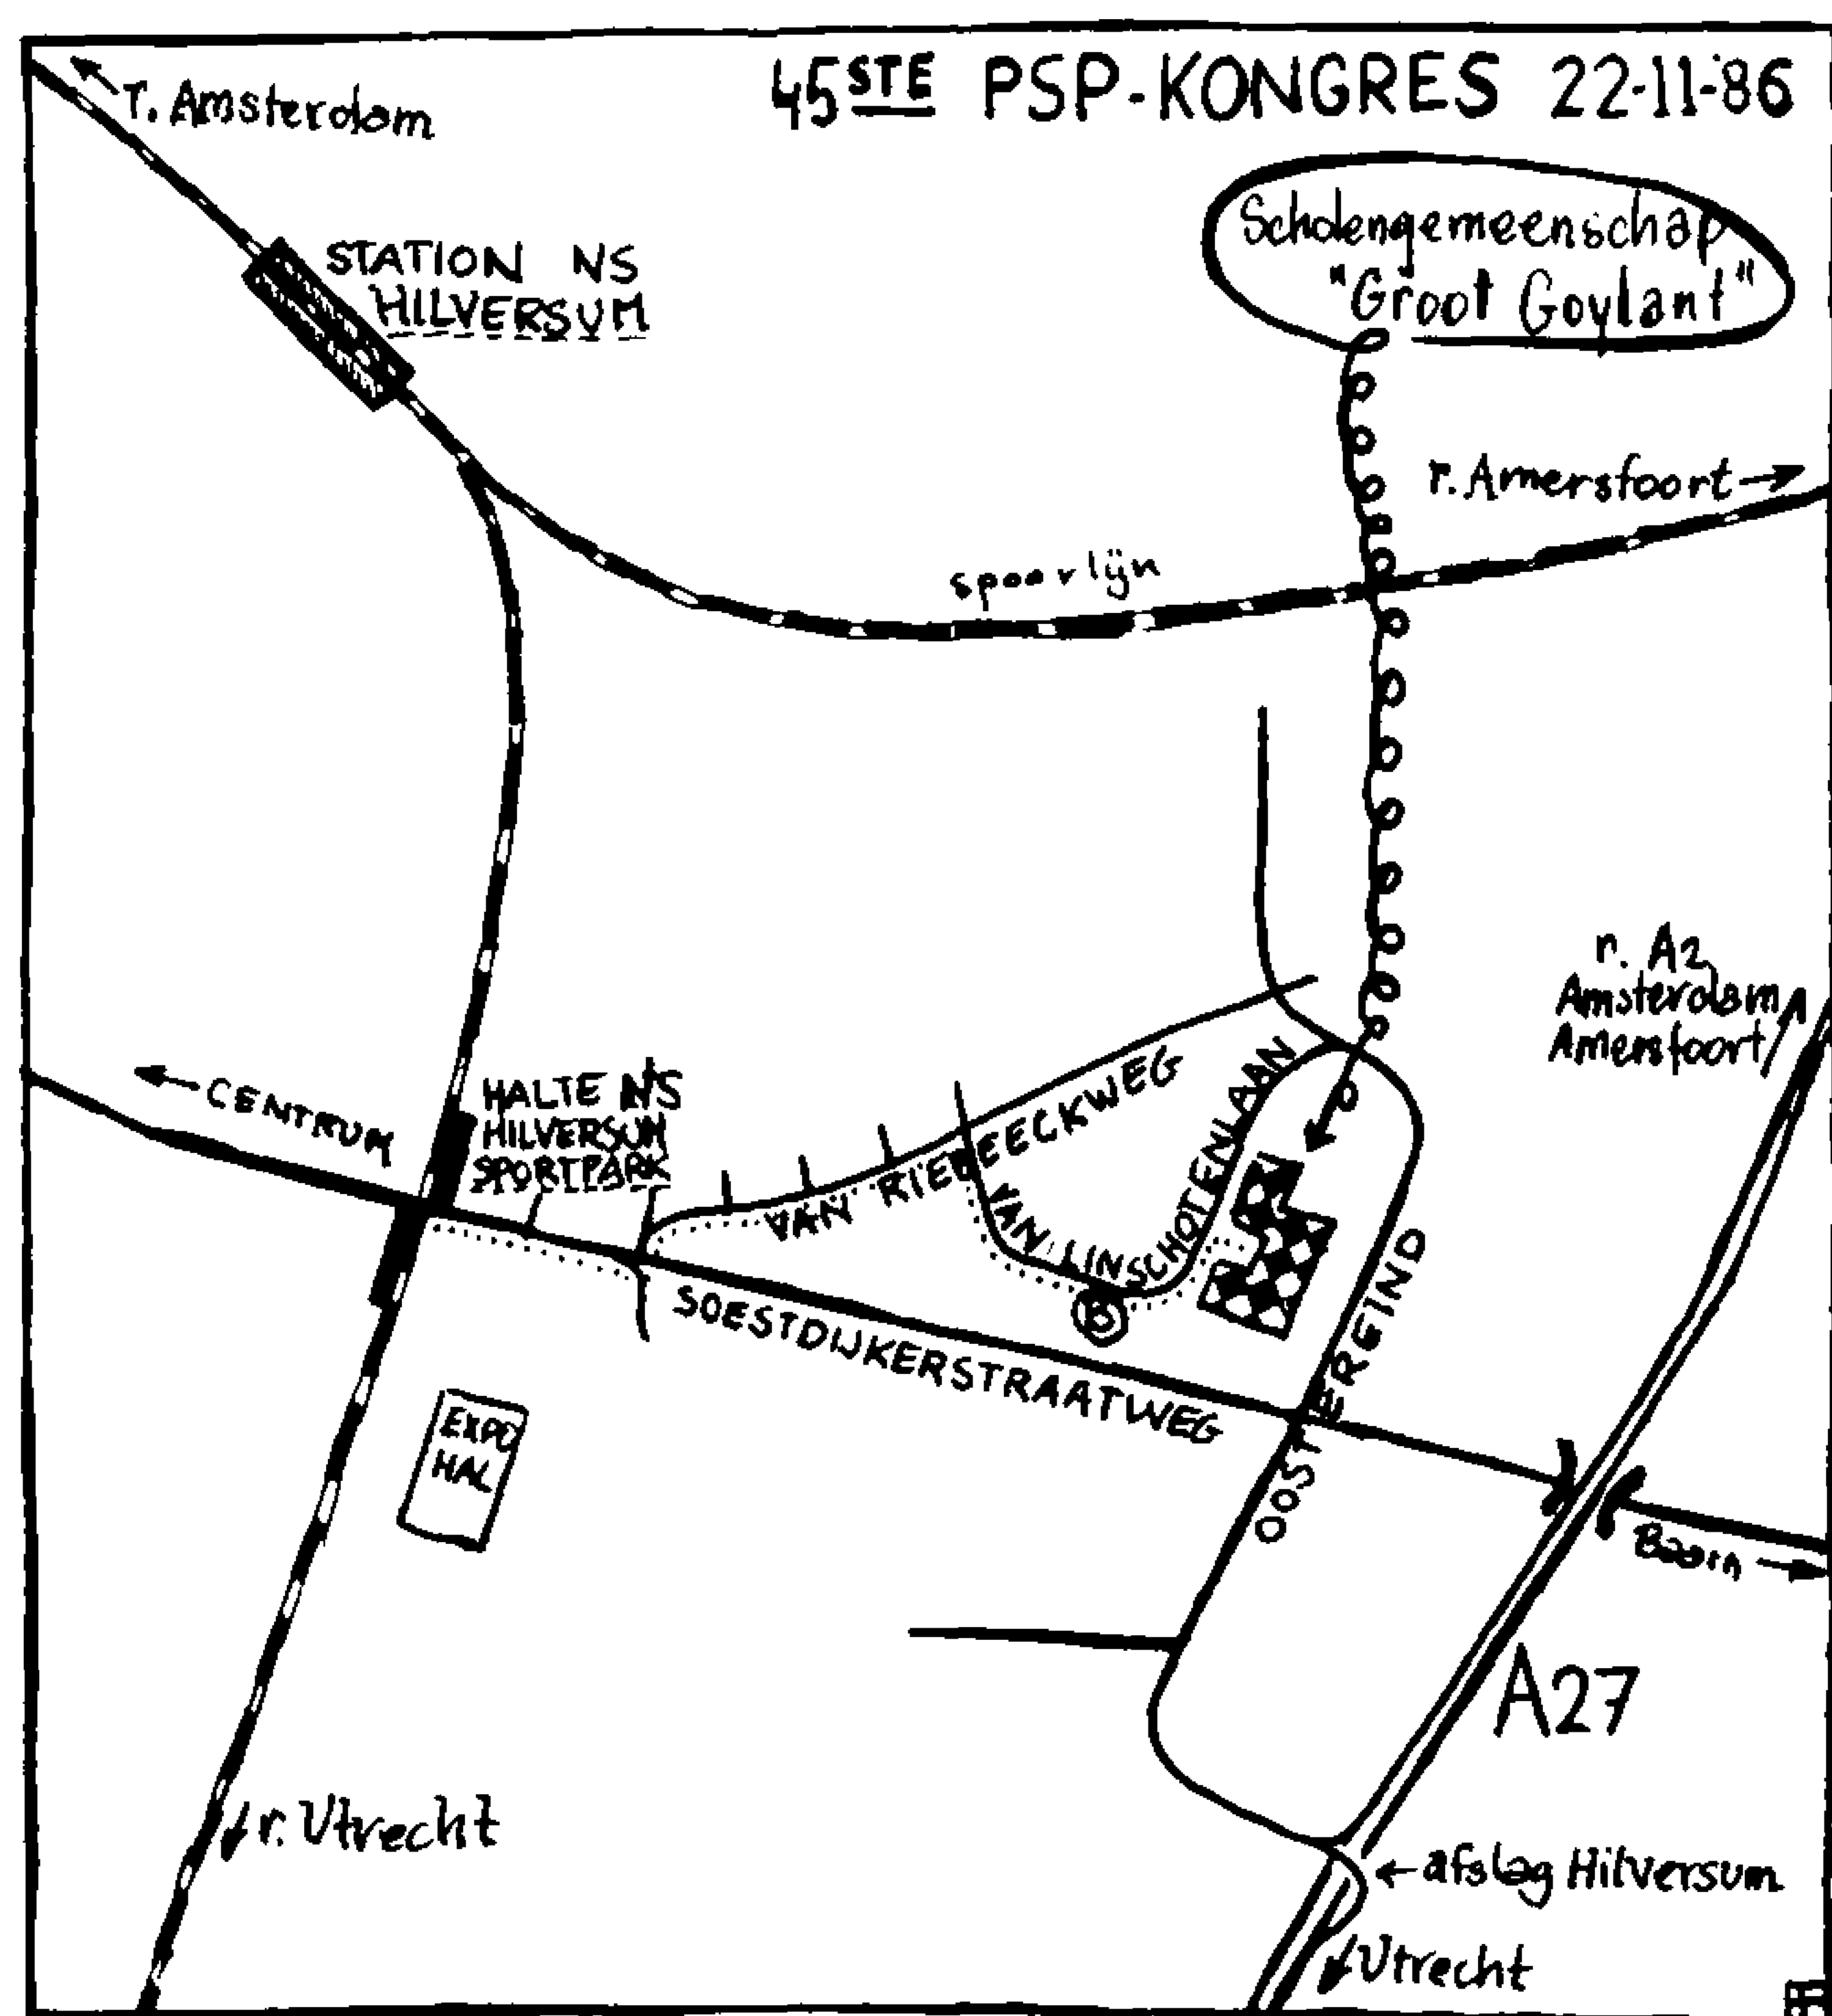 45STE PSP-KONGRES 22-11-'86
r. Amsterdam
Scholengemeenschap
"Groot Goylant"
STATION NS
HILVERSUM
r. Amersfoort
spoorlijn
r. A2
Amsterdam
Amersfoort
CENTRUM
HALTE NS
HILVERSUM
SPORTPARK
VAN RIEBEECKWEG
VAN LINSCHOTENLAAN
SOESTDIJKERSTRAATWEG
OOSTEREIND
EXPO
HAL
Baarn
A27
r. Utrecht
afslag Hilversum
Utrecht